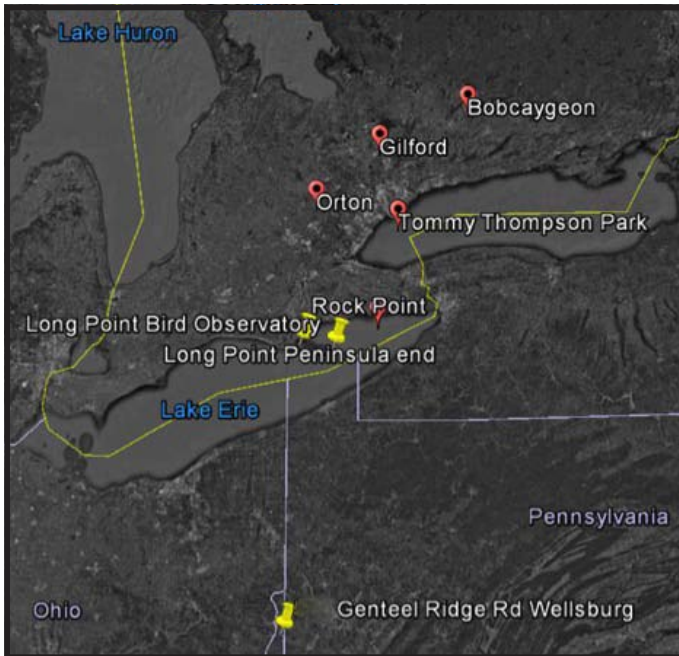 Lake Huron
Bobcaygeon
Gilford
Orton
Tommy Thompson Park
Rock Point
Long Point Bird Observatory
Long Point Peninsula end
Lake Erie
Pennsylvania
Ohio
Genteel Ridge Rd Wellsburg